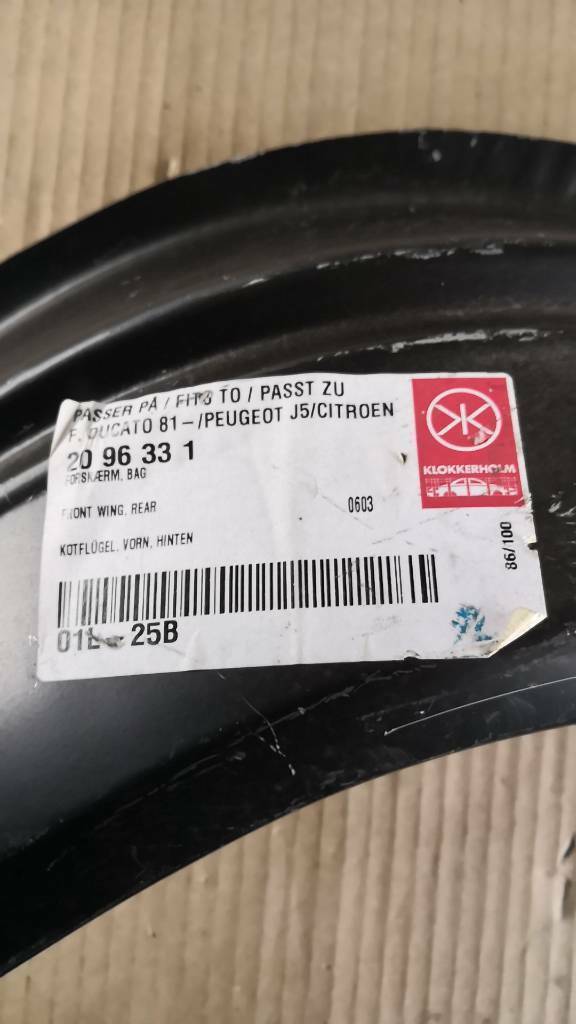 PASSER PÅ / FITS TO / PASST ZU
F. DUCATO 81-/PEUGEOT J5/CITROEN
20 96 33 1
FORSKÆRM, BAG
FRONT WING, REAR 0603
KOTFLÜGEL, VORN, HINTEN
25B
KLOKKERHOLM
86/100